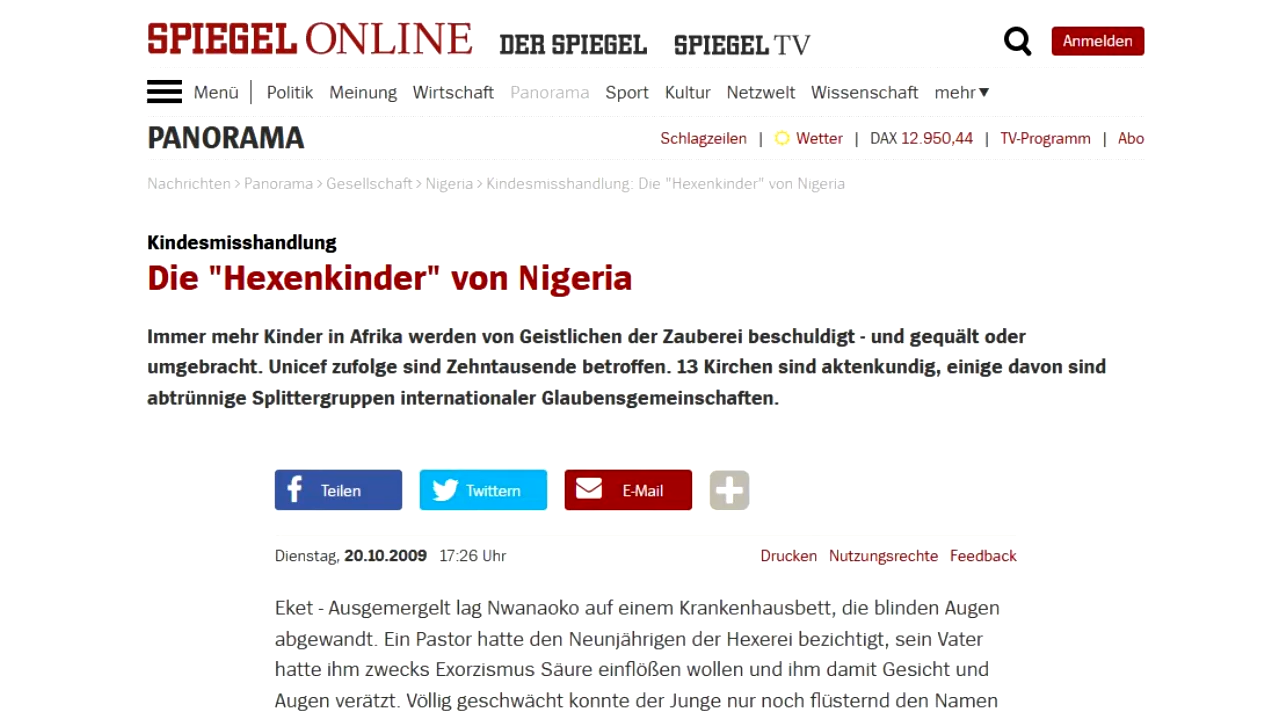 SPIEGEL ONLINE DER SPIEGEL SPIEGEL TV Anmelden
Menü Politik Meinung Wirtschaft Panorama Sport Kultur Netzwelt Wissenschaft mehr▼
PANORAMA Schlagzeilen | Wetter | DAX 12.950,44 | TV-Programm | Abo
Nachrichten > Panorama > Gesellschaft > Nigeria > Kindesmisshandlung: Die "Hexenkinder" von Nigeria
Kindesmisshandlung
Die "Hexenkinder" von Nigeria
Immer mehr Kinder in Afrika werden von Geistlichen der Zauberei beschuldigt - und gequält oder
umgebracht. Unicef zufolge sind Zehntausende betroffen. 13 Kirchen sind aktenkundig, einige davon sind
abtrünnige Splittergruppen internationaler Glaubensgemeinschaften.
Teilen Twittern E-Mail
Dienstag, 20.10.2009 17:26 Uhr Drucken Nutzungsrechte Feedback
Eket - Ausgemergelt lag Nwanaoko auf einem Krankenhausbett, die blinden Augen
abgewandt. Ein Pastor hatte den Neunjährigen der Hexerei bezichtigt, sein Vater
hatte ihm zwecks Exorzismus Säure einflößen wollen und ihm damit Gesicht und
Augen verätzt. Völlig geschwächt konnte der Junge nur noch flüsternd den Namen